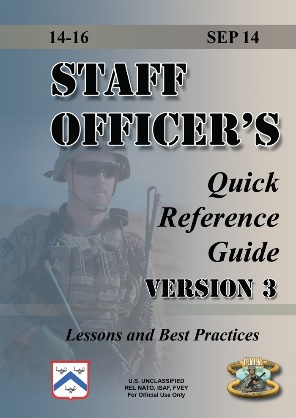 14-16 SEP 14
STAFF
OFFICER'S
Quick
Reference
Guide
VERSION 3
Lessons and Best Practices
U.S. UNCLASSIFIED
REL NATO, ISAF, FVEY
For Official Use Only